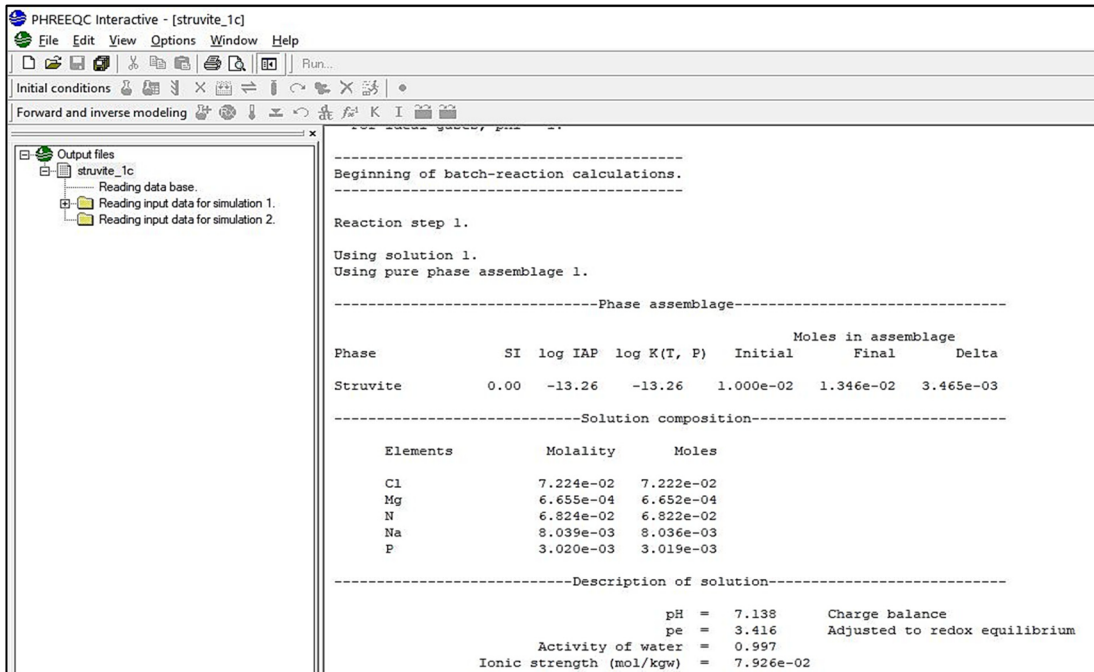 PHREEQC Interactive - [struvite_1c]
File Edit View Options Window Help
Run...
Initial conditions
Forward and inverse modeling
Output files
struvite_1c
Reading data base.
Reading input data for simulation 1.
Reading input data for simulation 2.
-----------------------------------------
Beginning of batch-reaction calculations.
-----------------------------------------
Reaction step 1.
Using solution 1.
Using pure phase assemblage 1.
-------------------------------Phase assemblage--------------------------------
Moles in assemblage
Phase SI log IAP log K(T, P) Initial Final Delta
Struvite 0.00 -13.26 -13.26 1.000e-02 1.346e-02 3.465e-03
-----------------------------Solution composition------------------------------
Elements Molality Moles
Cl 7.224e-02 7.222e-02
Mg 6.655e-04 6.652e-04
N 6.824e-02 6.822e-02
Na 8.039e-03 8.036e-03
P 3.020e-03 3.019e-03
----------------------------Description of solution----------------------------
pH = 7.138 Charge balance
pe = 3.416 Adjusted to redox equilibrium
Activity of water = 0.997
Ionic strength (mol/kgw) = 7.926e-02